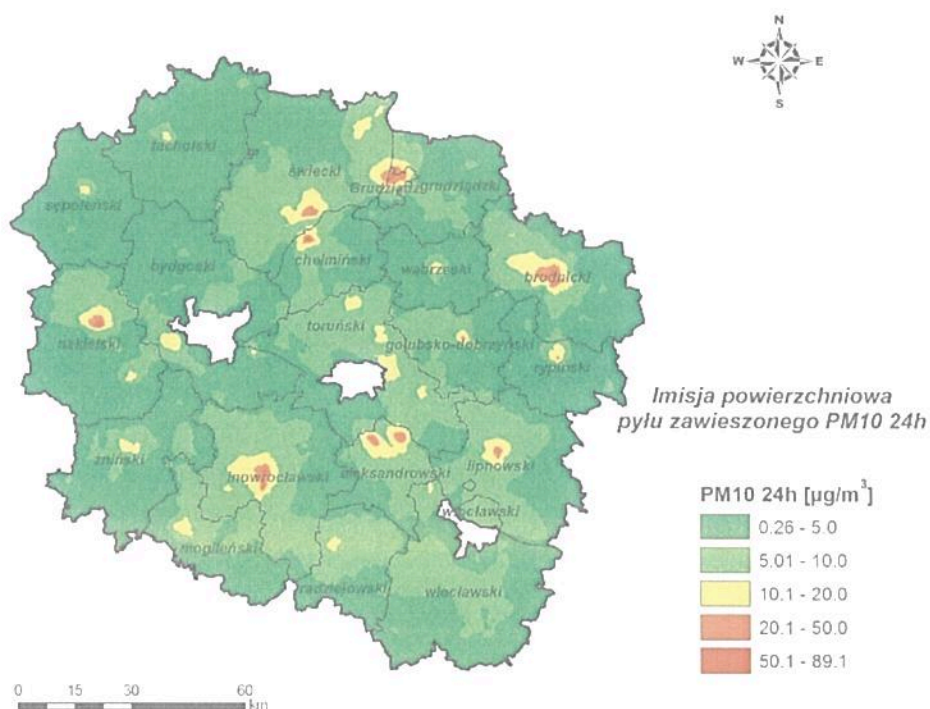 N
W E
S
tucholski
świecki
Grudziądz grudziądzki
sępoleński
bydgoski
chełmiński
wąbrzeski
brodnicki
toruński
nakielski
golubsko-dobrzyński
rypiński
Imisja powierzchniowa
pyłu zawieszonego PM10 24h
żniński
inowrocławski
aleksandrowski
lipnowski
PM10 24h [µg/m³]
włocławski
0.26 - 5.0
mogileński
5.01 - 10.0
radziejowski
włocławski
10.1 - 20.0
20.1 - 50.0
50.1 - 89.1
0 15 30 60
km